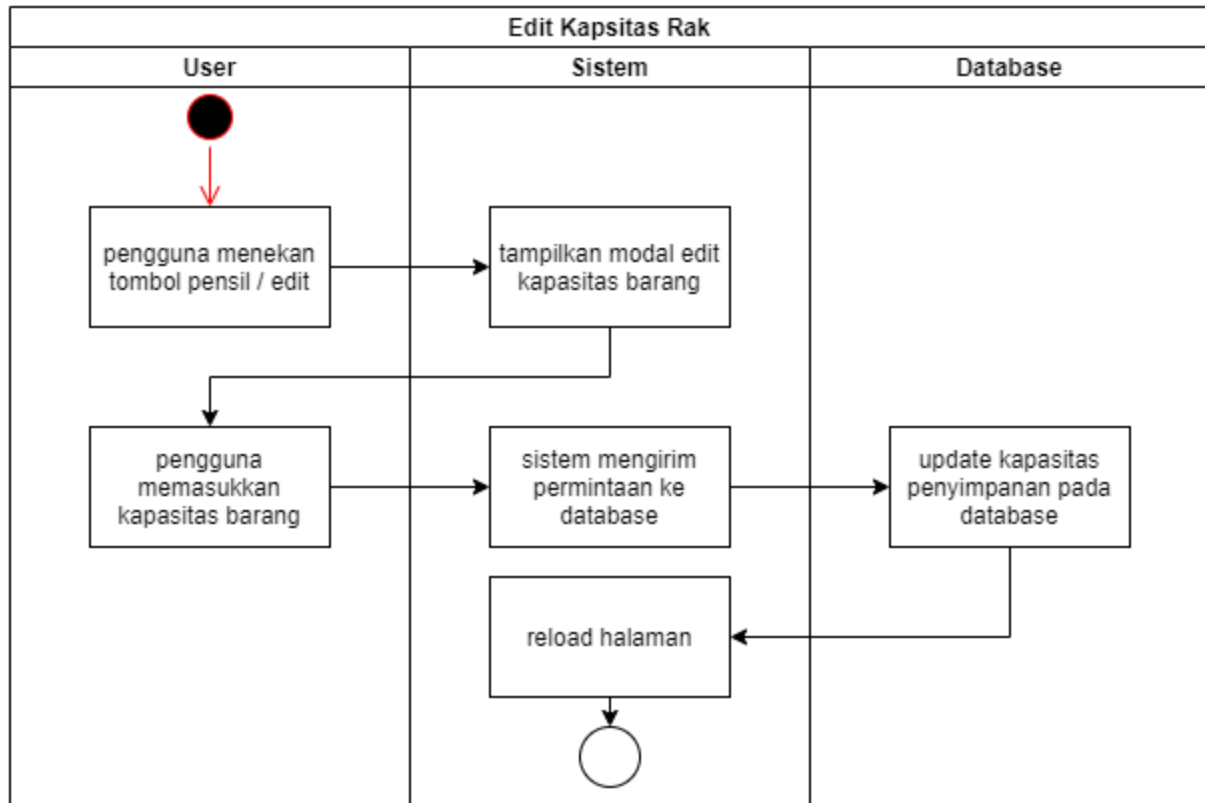 Edit Kapsitas Rak
User
Sistem
Database
pengguna menekan
tombol pensil / edit
tampilkan modal edit
kapasitas barang
pengguna
memasukkan
kapasitas barang
sistem mengirim
permintaan ke
database
update kapasitas
penyimpanan pada
database
reload halaman